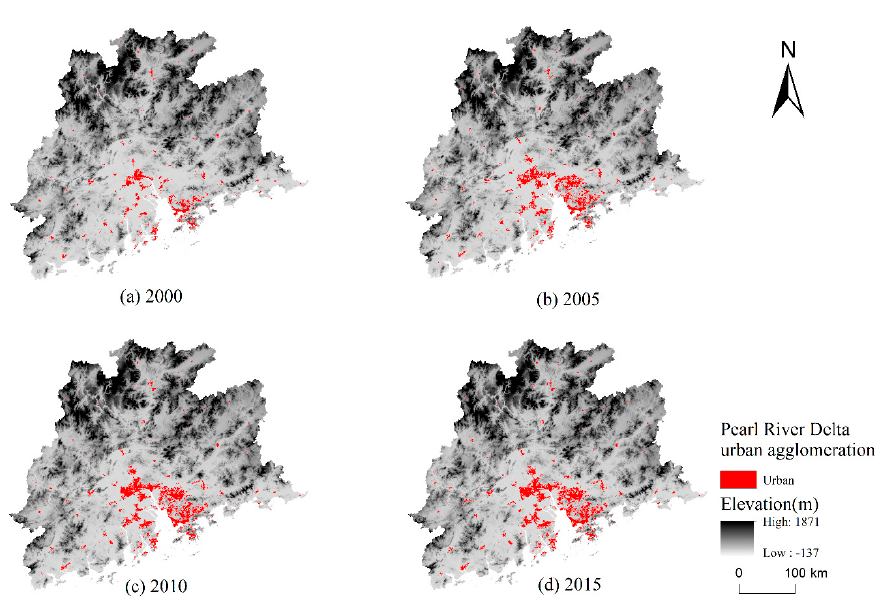 N
(a) 2000
(b) 2005
Pearl River Delta
urban agglomeration
Urban
Elevation(m)
High: 1871
Low : -137
0 100 km
(c) 2010
(d) 2015